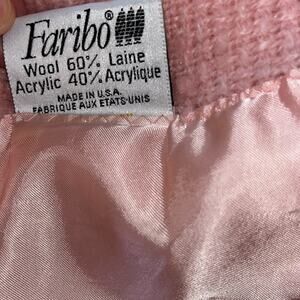 Faribo®
Wool 60% Laine
Acrylic 40% Acrylique
MADE IN U.S.A.
FABRIQUE AUX ETATS-UNIS